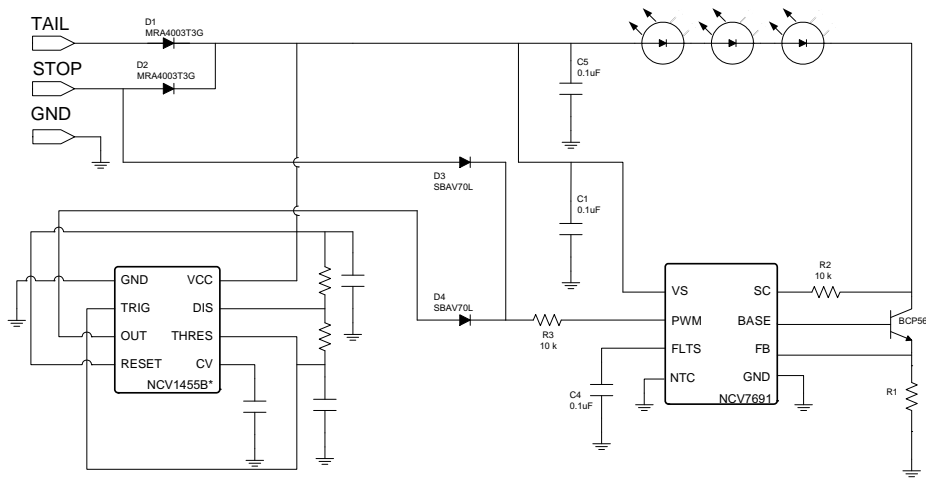 TAIL
D1
MRA4003T3G
STOP
D2
MRA4003T3G
GND
C5
0.1uF
D3
SBAV70L
C1
0.1uF
D4
SBAV70L
R3
10 k
R2
10 k
BCP56
GND
VCC
TRIG
DIS
OUT
THRES
RESET
CV
NCV1455B*
VS
SC
PWM
BASE
FLTS
FB
NTC
GND
NCV7691
C4
0.1uF
R1